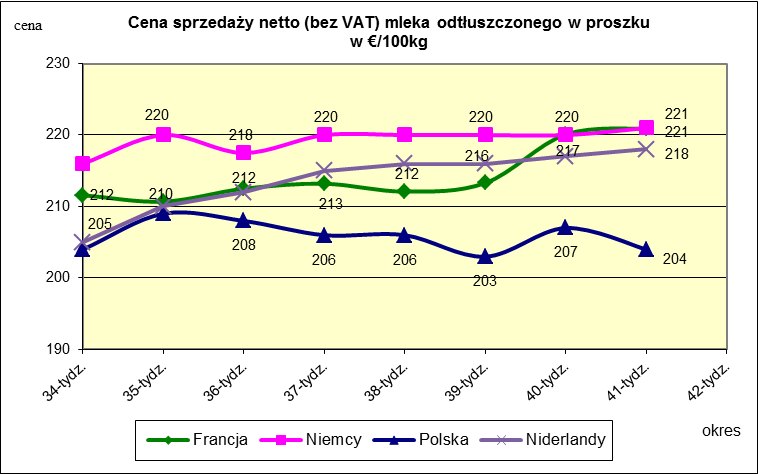 cena
Cena sprzedaży netto (bez VAT) mleka odtłuszczonego w proszku
w €/100kg
230
220
210
200
190
220
218
220
220
220
221
221
218
212
210
212
213
212
216
217
205
208
206
206
203
207
204
34-tydz.
35-tydz.
36-tydz.
37-tydz.
38-tydz.
39-tydz.
40-tydz.
41-tydz.
42-tydz.
okres
Francja Niemcy Polska Niderlandy